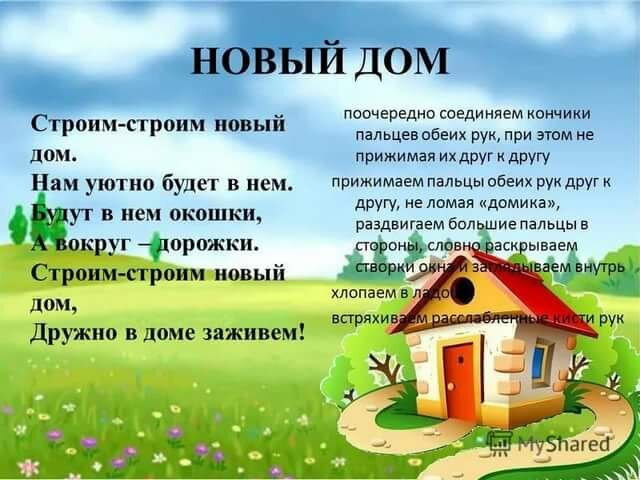 НОВЫЙ ДОМ
Строим-строим новый
дом.
Нам уютно будет в нем.
Будут в нем окошки,
А вокруг – дорожки.
Строим-строим новый
дом,
Дружно в доме заживем!
поочередно соединяем кончики
пальцев обеих рук, при этом не
прижимая их друг к другу
прижимаем пальцы обеих рук друг к
другу, не ломая «домика»,
раздвигаем большие пальцы в
стороны, словно раскрываем
створки окна и заглядываем внутрь
хлопаем в ладоши
встряхиваем расслабленные кисти рук
MyShared